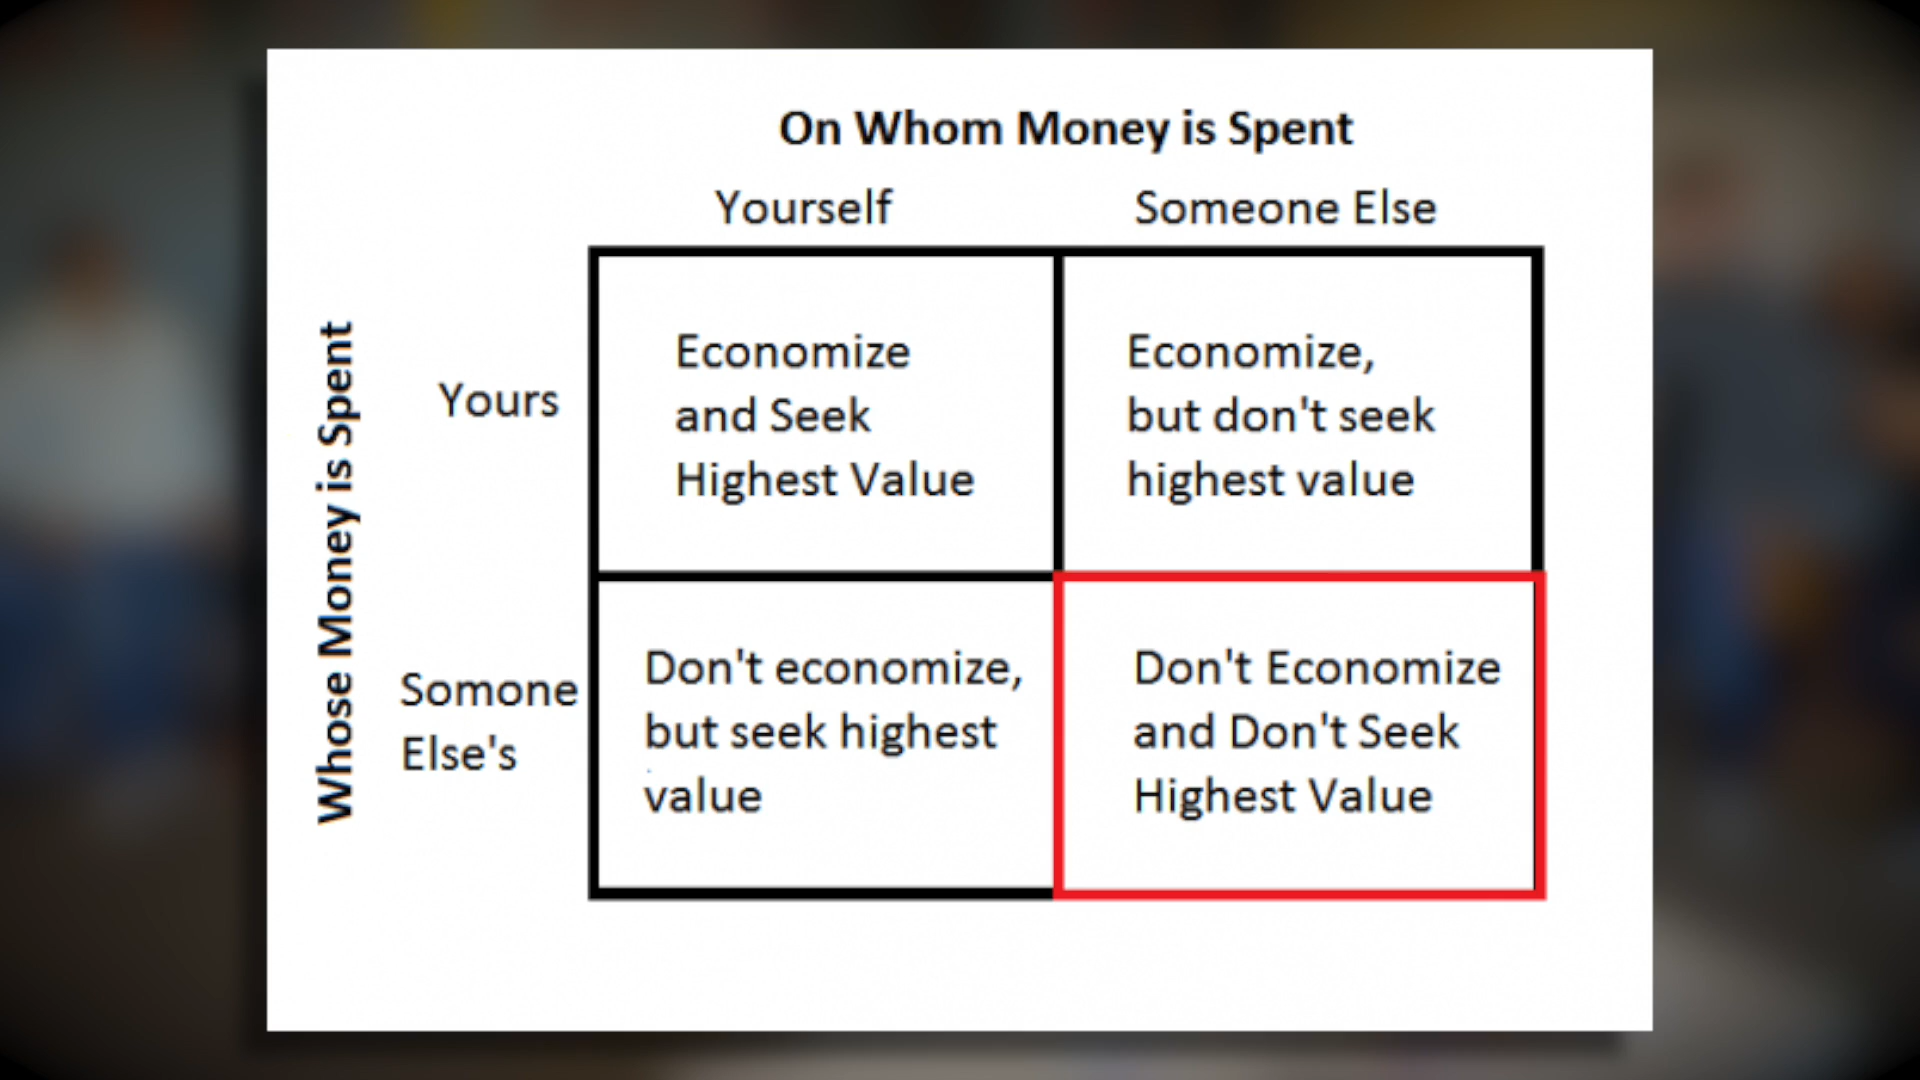 On Whom Money is Spent
Yourself
Someone Else
Whose Money is Spent
Yours
Economize
and Seek
Highest Value
Economize,
but don't seek
highest value
Somone
Else's
Don't economize,
but seek highest
value
Don't Economize
and Don't Seek
Highest Value